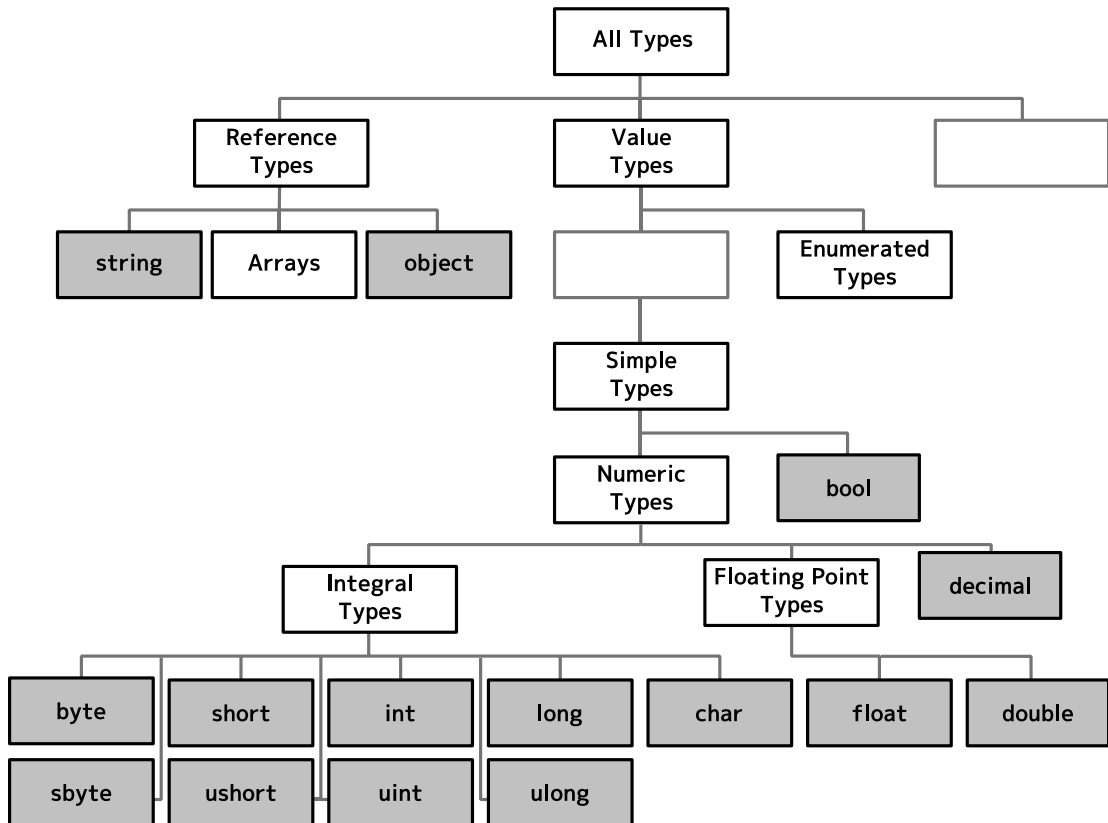 All Types
Reference
Types
Value
Types
string
Arrays
object
Enumerated
Types
Simple
Types
Numeric
Types
bool
Integral
Types
Floating Point
Types
decimal
byte
short
int
long
char
float
double
sbyte
ushort
uint
ulong